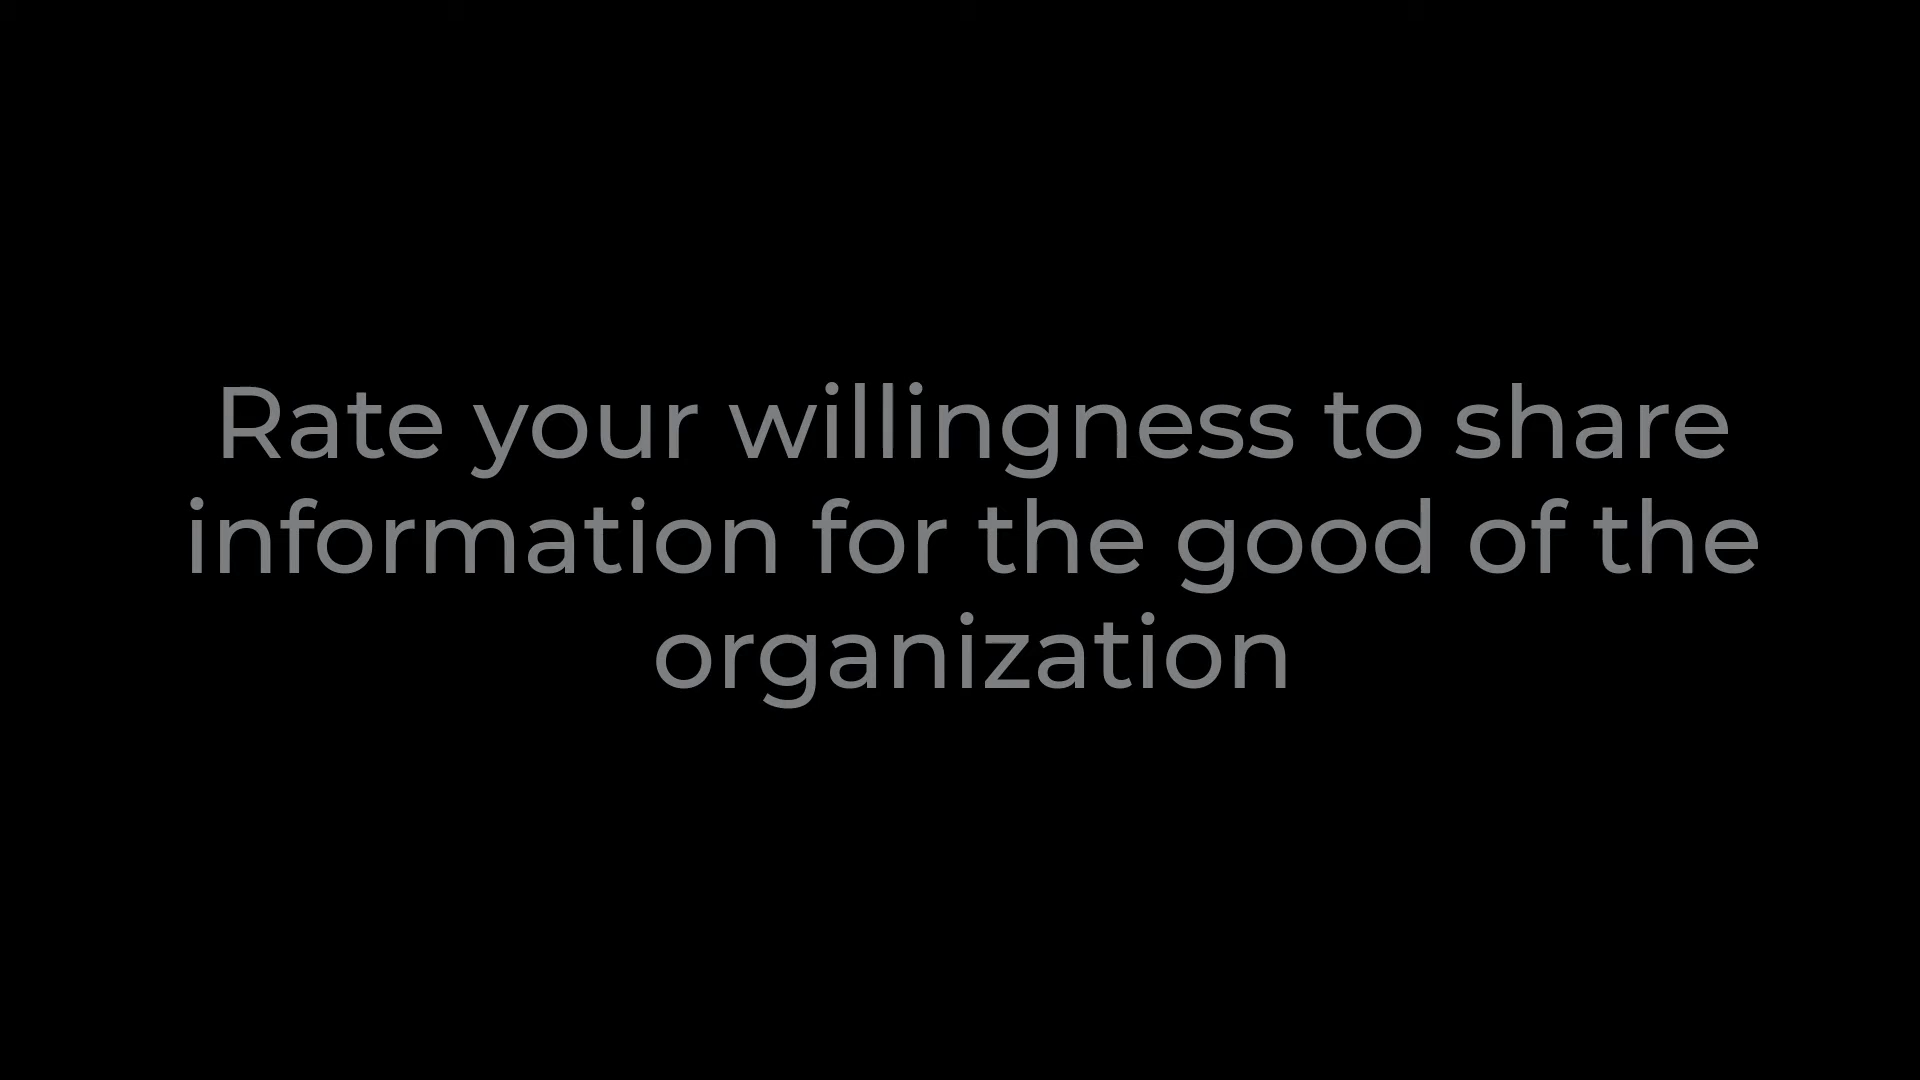 Rate your willingness to share
information for the good of the
organization